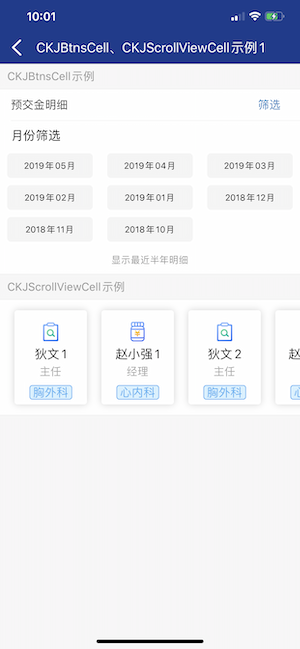 10:01
CKJBtnsCell、CKJScrollViewCell示例1
CKJBtnsCell示例
预交金明细 筛选
月份筛选
2019年05月 2019年04月 2019年03月
2019年02月 2019年01月 2018年12月
2018年11月 2018年10月
显示最近半年明细
CKJScrollViewCell示例
狄文1 赵小强1 狄文2
主任 经理 主任
胸外科 心内科 胸外科